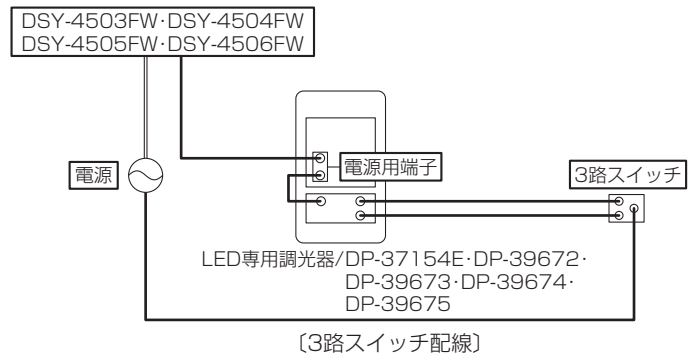 DSY-4503FW･DSY-4504FW
DSY-4505FW･DSY-4506FW
電源用端子
電源
3路スイッチ
LED専用調光器/DP-37154E･DP-39672･
DP-39673･DP-39674･
DP-39675
〔3路スイッチ配線〕